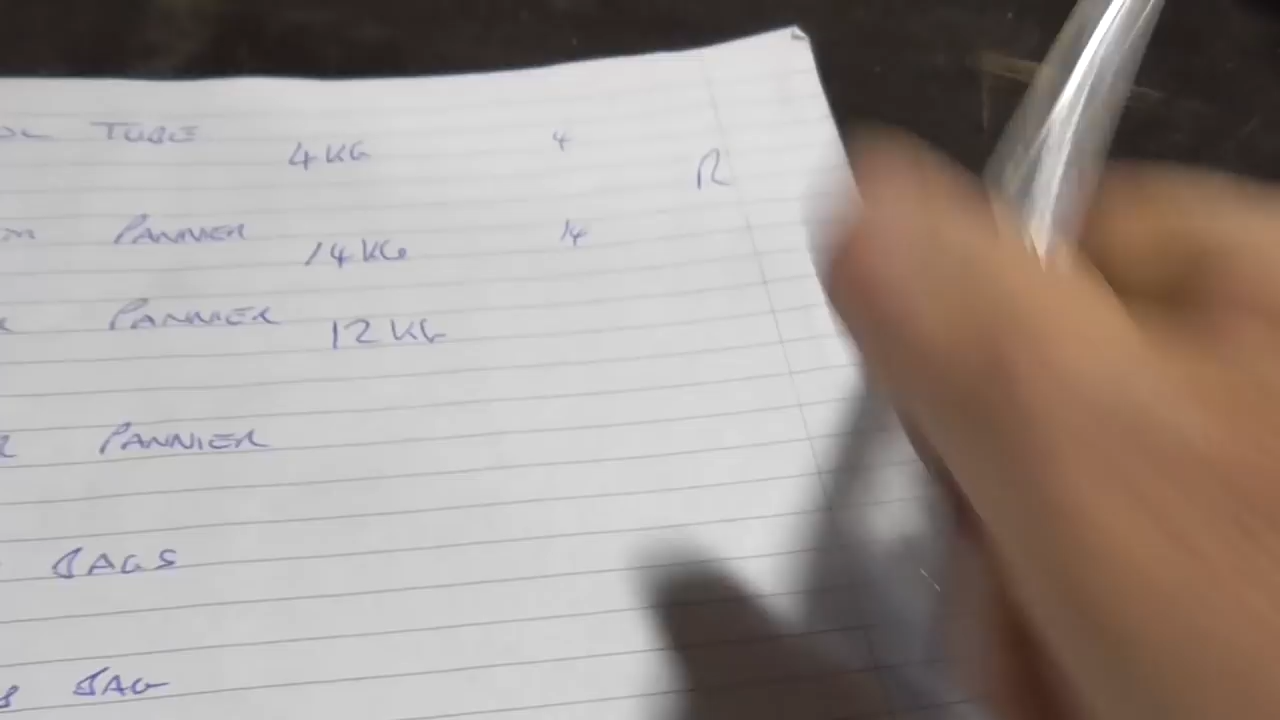 TUBE 4KG 4
R
PANNIER 14KG 14
PANNIER 12KG
PANNIER
BAGS
BAG